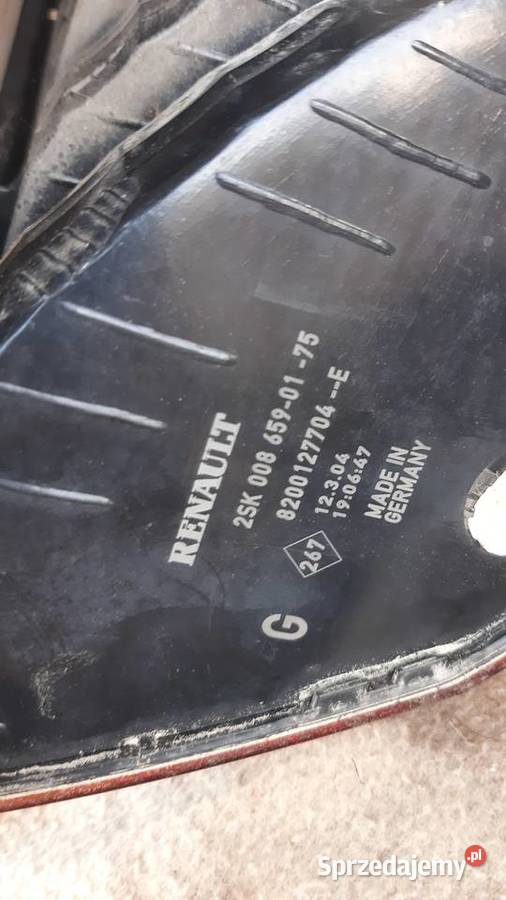 RENAULT
2SK 008 659-01 -75
8200127704 --E
12.3.04
19:06:47
MADE IN
GERMANY
267
G
Sprzedajemy.pl